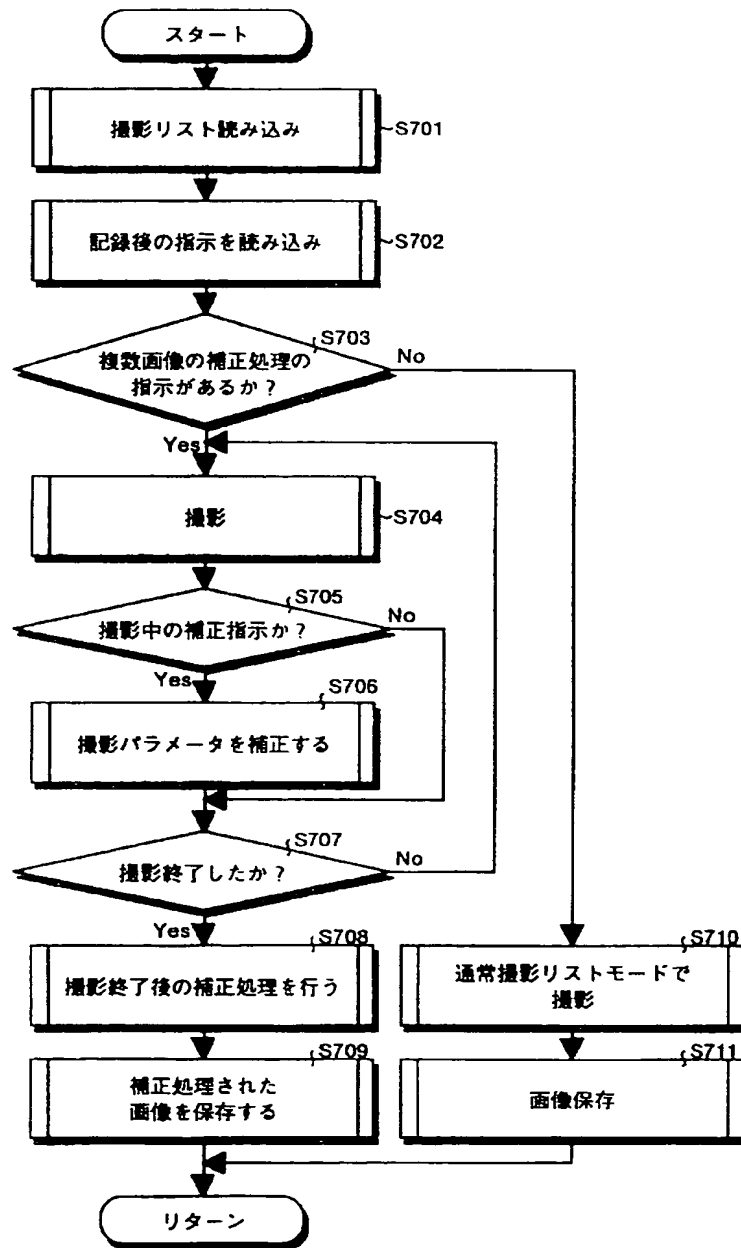 スタート
撮影リスト読み込み
S701
記録後の指示を読み込み
S702
S703
複数画像の補正処理の
指示があるか？
No
Yes
撮影
S704
S705
撮影中の補正指示か？
No
Yes
S706
撮影パラメータを補正する
S707
撮影終了したか？
No
Yes
S708
撮影終了後の補正処理を行う
S709
補正処理された
画像を保存する
S710
通常撮影リストモードで
撮影
S711
画像保存
リターン